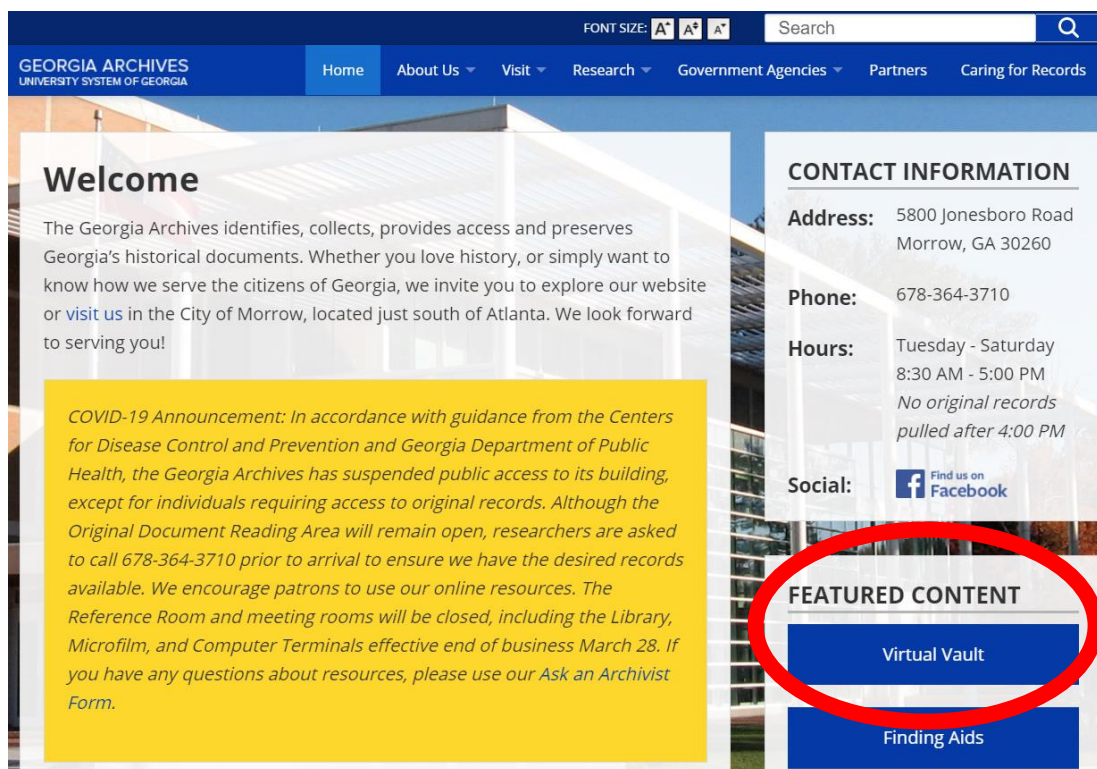 FONT SIZE: A A A
Search
GEORGIA ARCHIVES
UNIVERSITY SYSTEM OF GEORGIA
Home About Us Visit Research Government Agencies Partners Caring for Records
Welcome
The Georgia Archives identifies, collects, provides access and preserves
Georgia's historical documents. Whether you love history, or simply want to
know how we serve the citizens of Georgia, we invite you to explore our website
or visit us in the City of Morrow, located just south of Atlanta. We look forward
to serving you!
COVID-19 Announcement: In accordance with guidance from the Centers
for Disease Control and Prevention and Georgia Department of Public
Health, the Georgia Archives has suspended public access to its building,
except for individuals requiring access to original records. Although the
Original Document Reading Area will remain open, researchers are asked
to call 678-364-3710 prior to arrival to ensure we have the desired records
available. We encourage patrons to use our online resources. The
Reference Room and meeting rooms will be closed, including the Library,
Microfilm, and Computer Terminals effective end of business March 28. If
you have any questions about resources, please use our Ask an Archivist
Form.
CONTACT INFORMATION
Address: 5800 Jonesboro Road
Morrow, GA 30260
Phone: 678-364-3710
Hours: Tuesday - Saturday
8:30 AM - 5:00 PM
No original records
pulled after 4:00 PM
Social: f Find us on
Facebook
FEATURED CONTENT
Virtual Vault
Finding Aids